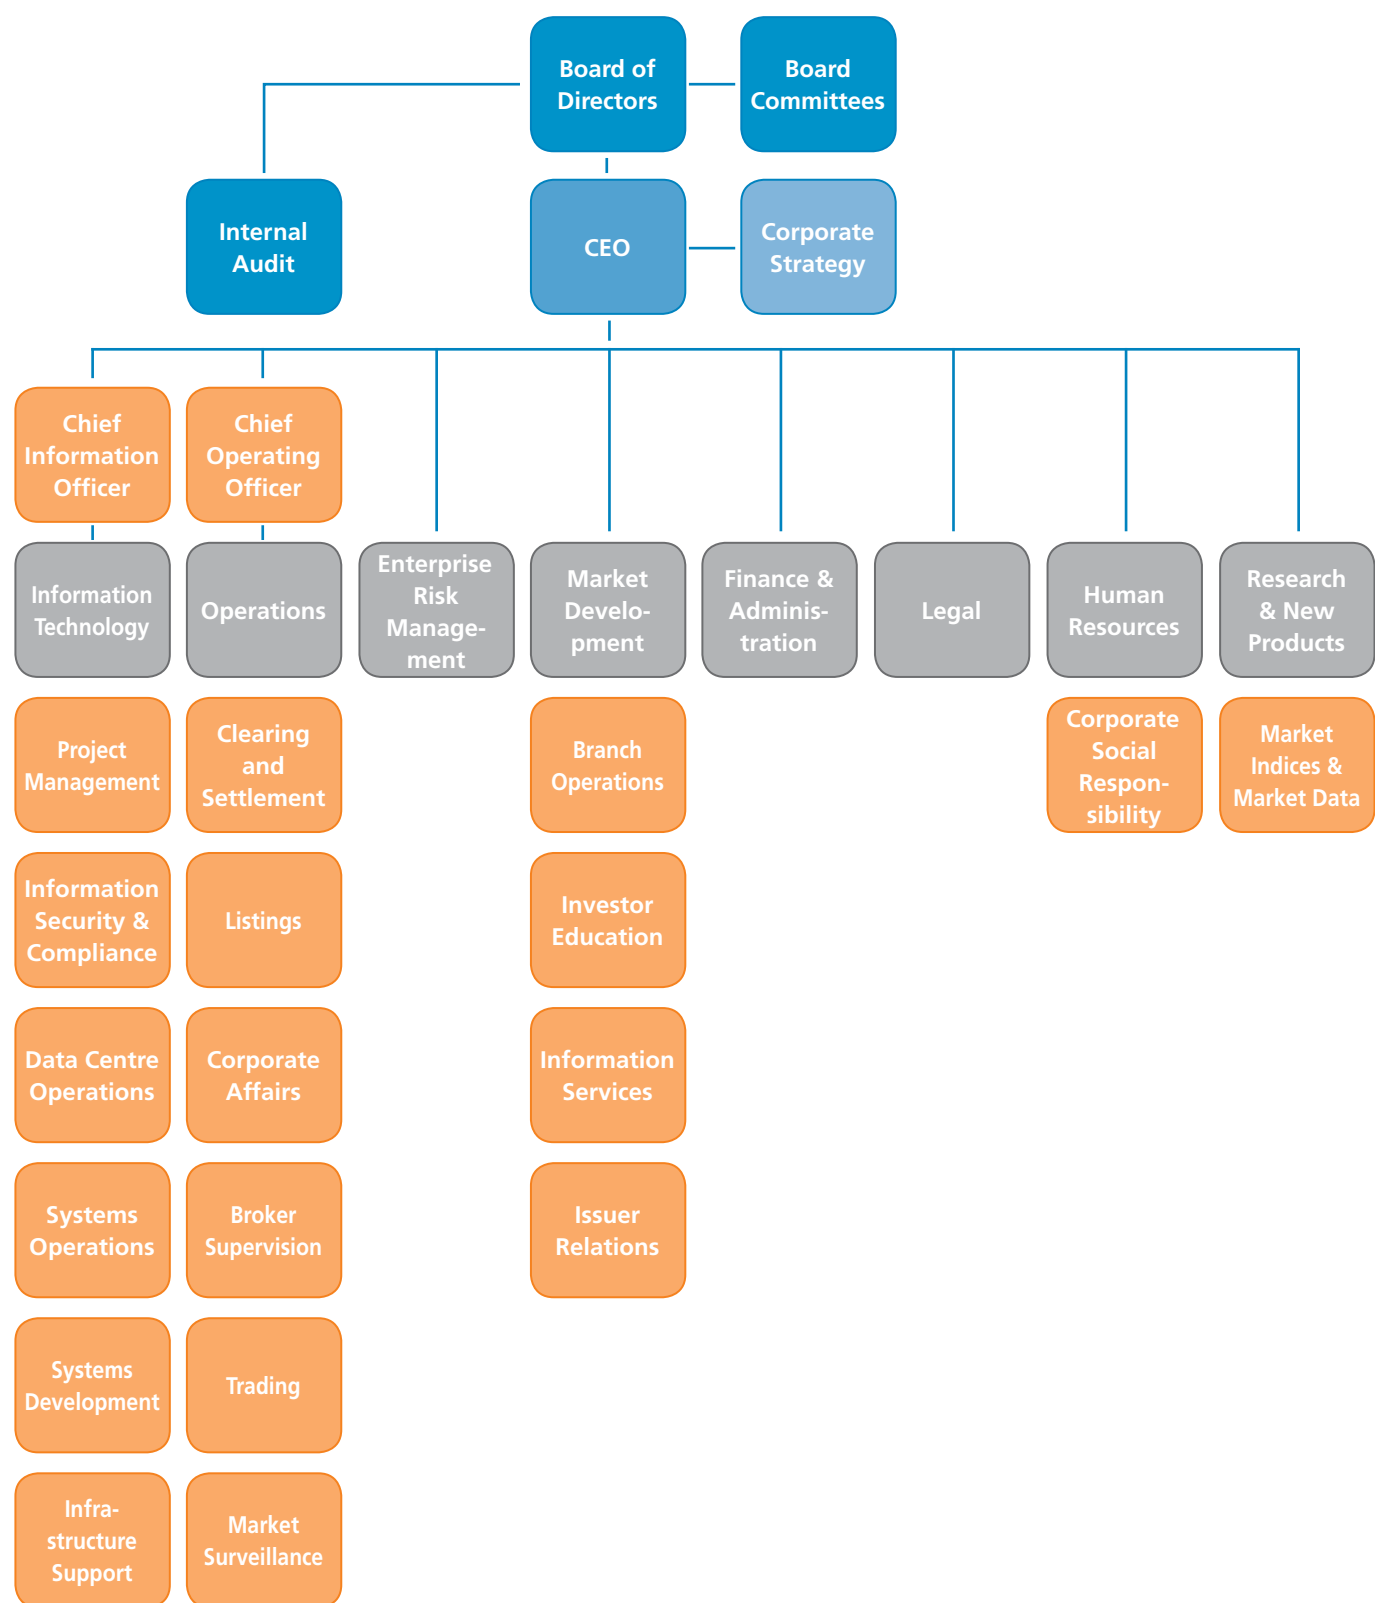 Board of
Directors
Board
Committees
Internal
Audit
CEO
Corporate
Strategy
Chief
Information
Officer
Chief
Operating
Officer
Information
Technology
Operations
Enterprise
Risk
Manage-
ment
Market
Develo-
pment
Finance &
Adminis-
tration
Legal
Human
Resources
Research
& New
Products
Project
Management
Clearing
and
Settlement
Branch
Operations
Corporate
Social
Respon-
sibility
Market
Indices &
Market Data
Information
Security &
Compliance
Listings
Investor
Education
Data Centre
Operations
Corporate
Affairs
Information
Services
Systems
Operations
Broker
Supervision
Issuer
Relations
Systems
Development
Trading
Infra-
structure
Support
Market
Surveillance